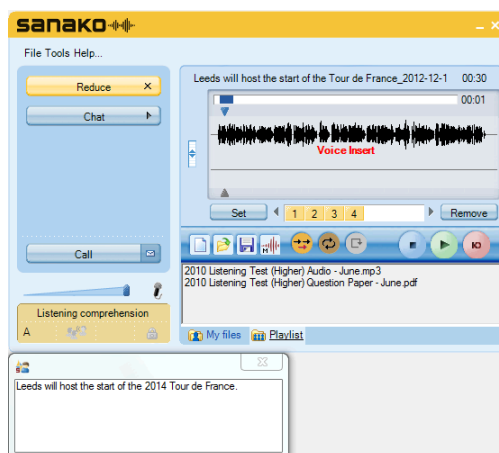 sanako
File Tools Help...
Reduce
Chat
Call
Listening comprehension
A
Leeds will host the start of the Tour de France_2012-12-1 00:30
00:01
Voice Insert
Set 1 2 3 4 Remove
2010 Listening Test (Higher) Audio - June.mp3
2010 Listening Test (Higher) Question Paper - June.pdf
My files Playlist
Leeds will host the start of the 2014 Tour de France.